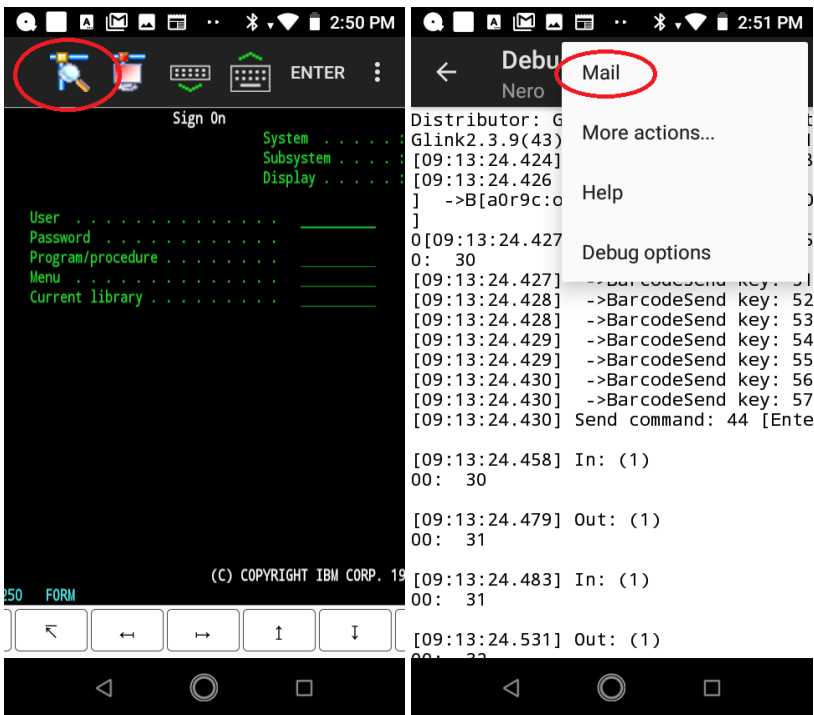 2:50 PM
ENTER
Sign On
System . . . . . :
Subsystem . . . . :
Display . . . . . :
User . . . . . . . . . . . . . .
Password . . . . . . . . . . . .
Program/procedure . . . . . . . .
Menu . . . . . . . . . . . . . .
Current library . . . . . . . . .
(C) COPYRIGHT IBM CORP. 19
250 FORM
2:51 PM
Debu
Nero
Mail
More actions...
Help
Debug options
Distributor: G
Glink2.3.9(43)
[09:13:24.424]
[09:13:24.426
] ->B[a0r9c:o
]
0[09:13:24.427
0: 30
[09:13:24.427] ->BarcodeSend key: 51
[09:13:24.428] ->BarcodeSend key: 52
[09:13:24.428] ->BarcodeSend key: 53
[09:13:24.429] ->BarcodeSend key: 54
[09:13:24.429] ->BarcodeSend key: 55
[09:13:24.430] ->BarcodeSend key: 56
[09:13:24.430] ->BarcodeSend key: 57
[09:13:24.430] Send command: 44 [Ente
[09:13:24.458] In: (1)
00: 30
[09:13:24.479] Out: (1)
00: 31
[09:13:24.483] In: (1)
00: 31
[09:13:24.531] Out: (1)
00: 32